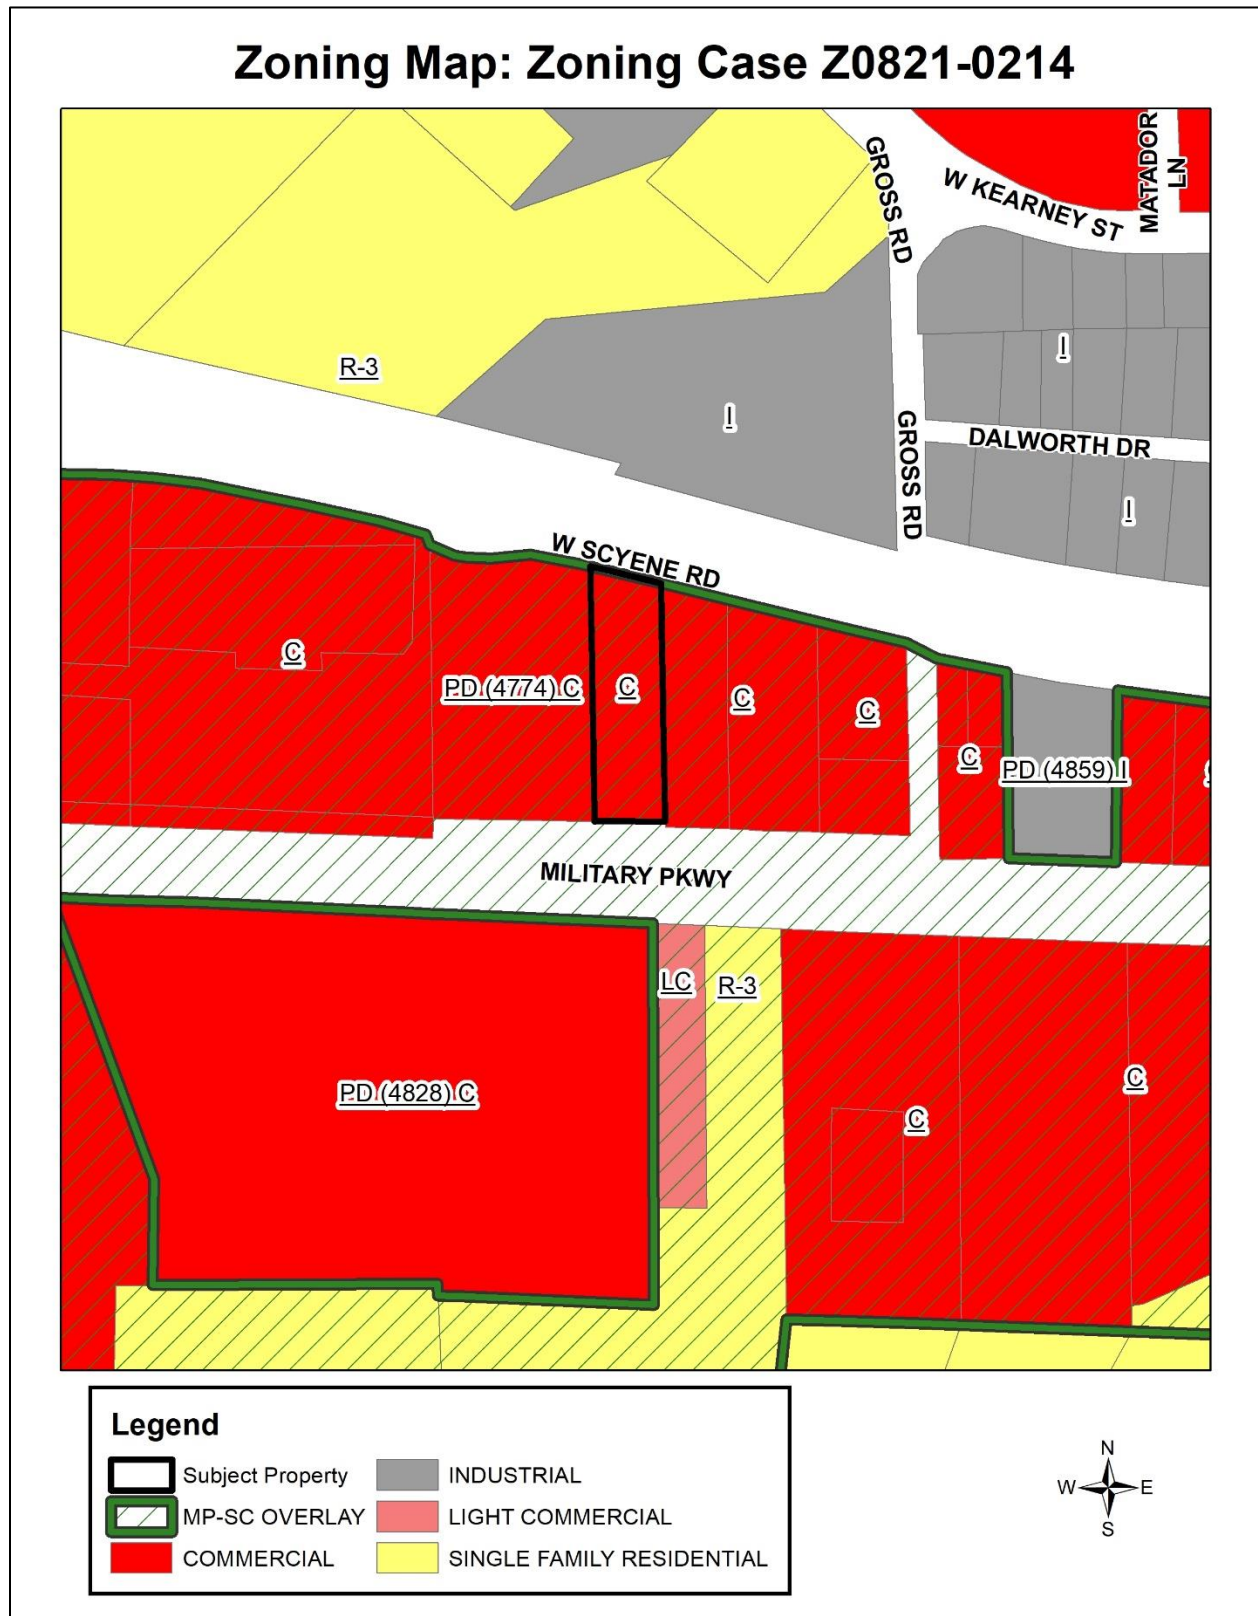 Zoning Map: Zoning Case Z0821-0214
MATADOR
LN
GROSS RD
W KEARNEY ST
I
R-3
I
GROSS RD
DALWORTH DR
I
W SCYENE RD
C
PD (4774) C
C
C
C
C
PD (4859) I
MILITARY PKWY
LC
R-3
PD (4828) C
C
C
Legend
Subject Property
INDUSTRIAL
MP-SC OVERLAY
LIGHT COMMERCIAL
COMMERCIAL
SINGLE FAMILY RESIDENTIAL
N
W
E
S